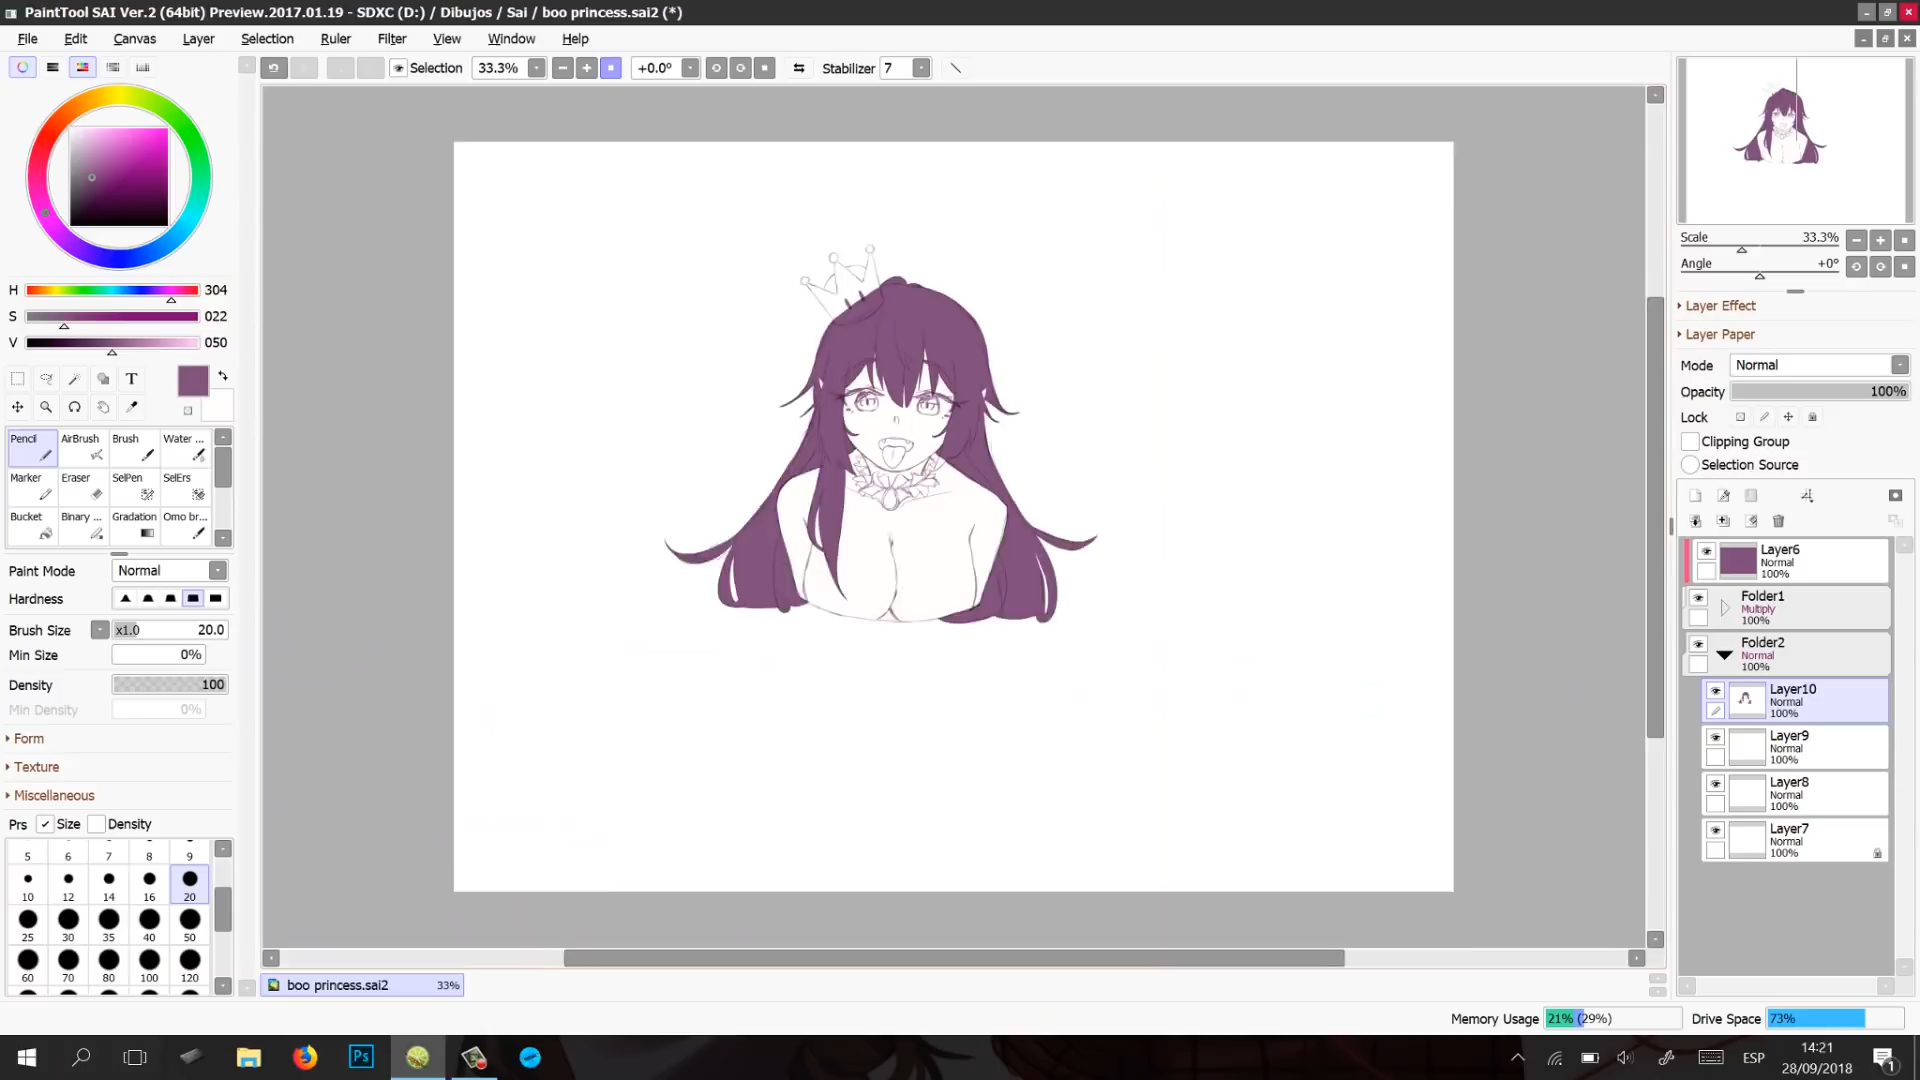 PaintTool SAI Ver.2 (64bit) Preview.2017.01.19 - SDXC (D:) / Dibujos / Sai / boo princess.sai2 (*)
File Edit Canvas Layer Selection Ruler Filter View Window Help
Selection 33.3% +0.0° Stabilizer 7
H 304
S 022
V 050
T
Pencil AirBrush Brush Water ...
Marker Eraser SelPen SelErs
Bucket Binary ... Gradation Omo br...
Paint Mode Normal
Hardness
Brush Size x1.0 20.0
Min Size 0%
Density 100
Min Density 0%
Form
Texture
Miscellaneous
Prs Size Density
5 6 7 8 9
10 12 14 16 20
25 30 35 40 50
60 70 80 100 120
boo princess.sai2 33%
Scale 33.3%
Angle +0°
Layer Effect
Layer Paper
Mode Normal
Opacity 100%
Lock
Clipping Group
Selection Source
Layer6
Normal
100%
Folder1
Multiply
100%
Folder2
Normal
100%
Layer10
Normal
100%
Layer9
Normal
100%
Layer8
Normal
100%
Layer7
Normal
100%
Memory Usage 21% (29%) Drive Space 73%
Ps
ESP
14:21
28/09/2018
1